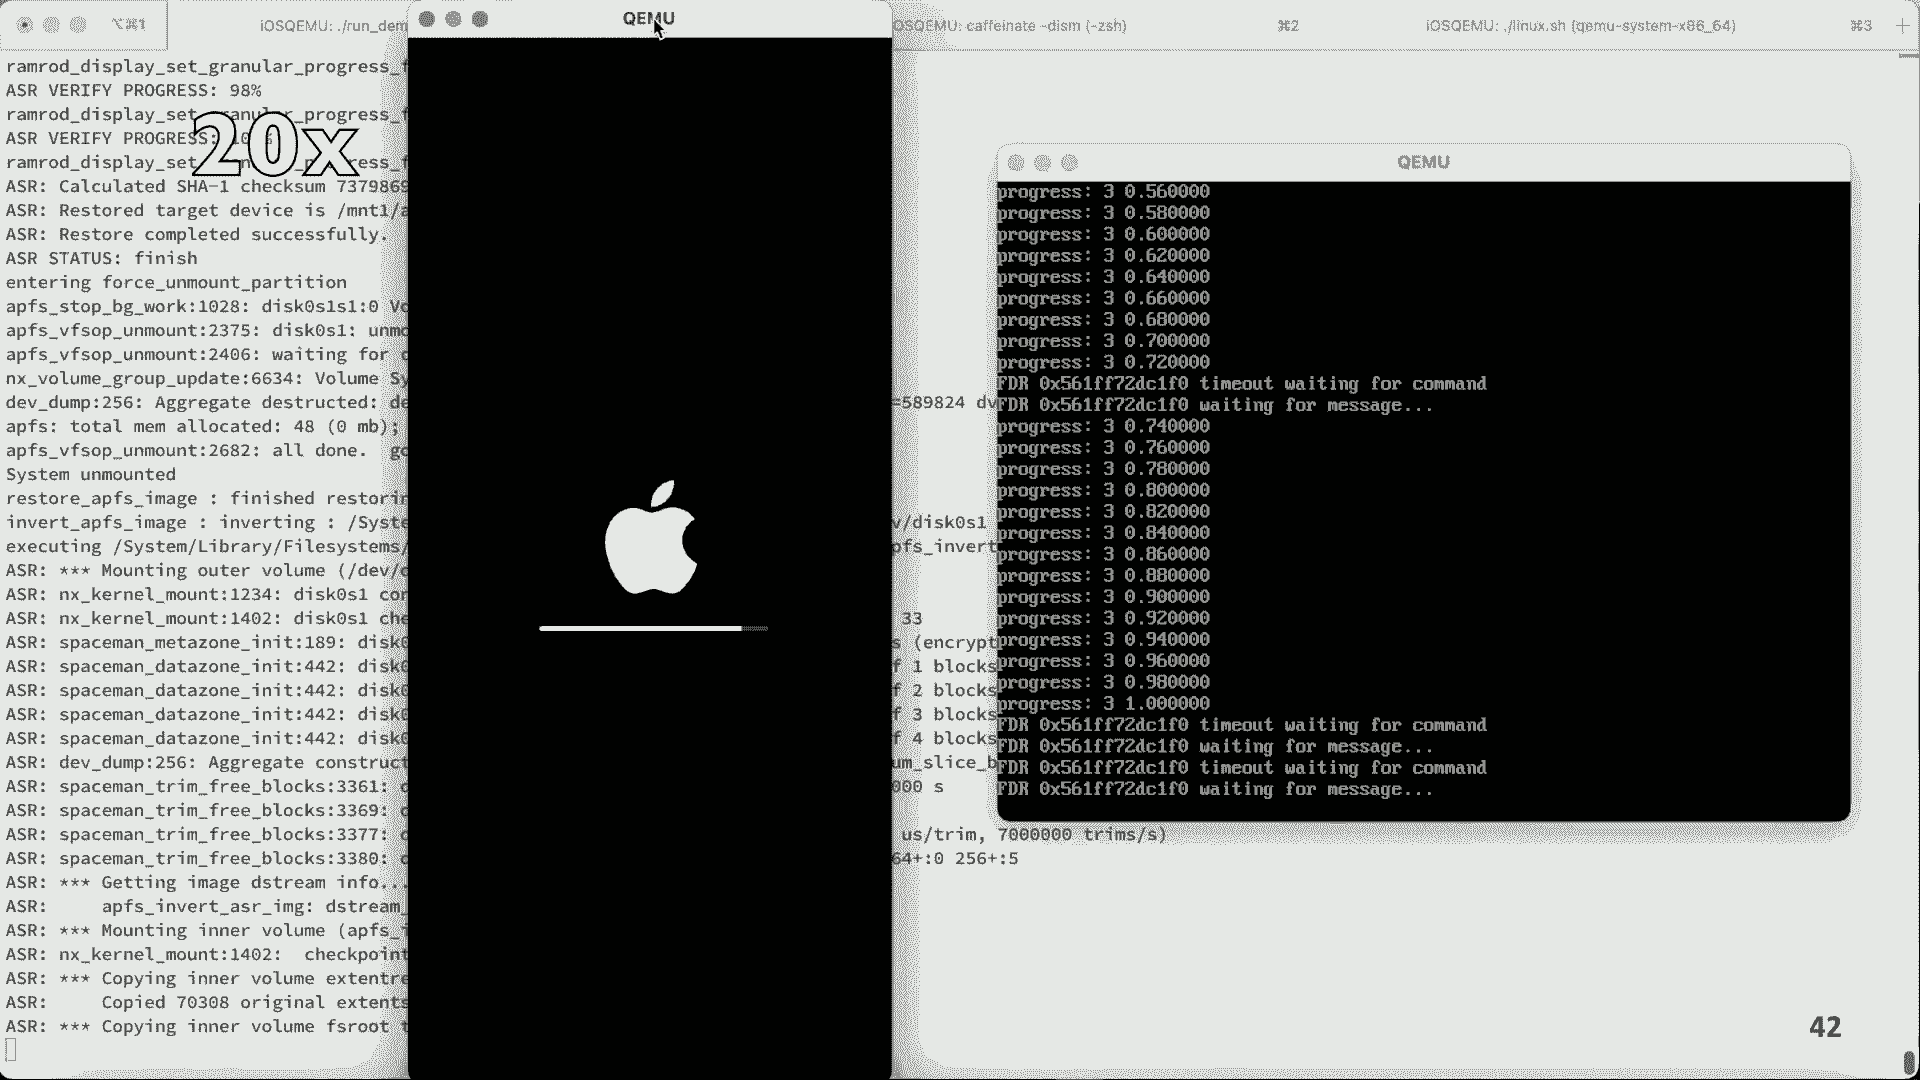 ⌥⌘1
iOSQEMU: ./run_dem
QEMU
iOSQEMU: caffeinate -dism (-zsh)
⌘2
iOSQEMU: ./linux.sh (qemu-system-x86_64)
⌘3
ramrod_display_set_granular_progress_f
ASR VERIFY PROGRESS: 98%
ramrod_display_set_granular_progress_f
ASR VERIFY PROGRESS:
ramrod_display_set_granular_progress_f
20x
ASR: Calculated SHA-1 checksum 7379869
ASR: Restored target device is /mnt1/a
ASR: Restore completed successfully.
ASR STATUS: finish
entering force_unmount_partition
apfs_stop_bg_work:1028: disk0s1s1:0 Vo
apfs_vfsop_unmount:2375: disk0s1: unmo
apfs_vfsop_unmount:2406: waiting for
nx_volume_group_update:6634: Volume Sy
dev_dump:256: Aggregate destructed: de
=589824 dv
apfs: total mem allocated: 48 (0 mb);
apfs_vfsop_unmount:2682: all done. go
System unmounted
restore_apfs_image : finished restorin
invert_apfs_image : inverting : /Syste
v/disk0s1
executing /System/Library/Filesystems/
pfs_invert
ASR: *** Mounting outer volume (/dev/d
ASR: nx_kernel_mount:1234: disk0s1 con
ASR: nx_kernel_mount:1402: disk0s1 che
33
ASR: spaceman_metazone_init:189: disk0
s (encrypt
ASR: spaceman_datazone_init:442: disk0
f 1 blocks
ASR: spaceman_datazone_init:442: disk0
f 2 blocks
ASR: spaceman_datazone_init:442: disk0
f 3 blocks
ASR: spaceman_datazone_init:442: disk0
f 4 blocks
ASR: dev_dump:256: Aggregate construct
um_slice_b
ASR: spaceman_trim_free_blocks:3361: d
000 s
ASR: spaceman_trim_free_blocks:3369: d
ASR: spaceman_trim_free_blocks:3377: d
us/trim, 7000000 trims/s)
ASR: spaceman_trim_free_blocks:3380: d
64+:0 256+:5
ASR: *** Getting image dstream info...
ASR: apfs_invert_asr_img: dstream_
ASR: *** Mounting inner volume (apfs_i
ASR: nx_kernel_mount:1402: checkpoint
ASR: *** Copying inner volume extentre
ASR: Copied 70308 original extents
ASR: *** Copying inner volume fsroot t
QEMU
progress: 3 0.560000
progress: 3 0.580000
progress: 3 0.600000
progress: 3 0.620000
progress: 3 0.640000
progress: 3 0.660000
progress: 3 0.680000
progress: 3 0.700000
progress: 3 0.720000
FDR 0x561ff72dc1f0 timeout waiting for command
FDR 0x561ff72dc1f0 waiting for message...
progress: 3 0.740000
progress: 3 0.760000
progress: 3 0.780000
progress: 3 0.800000
progress: 3 0.820000
progress: 3 0.840000
progress: 3 0.860000
progress: 3 0.880000
progress: 3 0.900000
progress: 3 0.920000
progress: 3 0.940000
progress: 3 0.960000
progress: 3 0.980000
progress: 3 1.000000
FDR 0x561ff72dc1f0 timeout waiting for command
FDR 0x561ff72dc1f0 waiting for message...
FDR 0x561ff72dc1f0 timeout waiting for command
FDR 0x561ff72dc1f0 waiting for message...
42